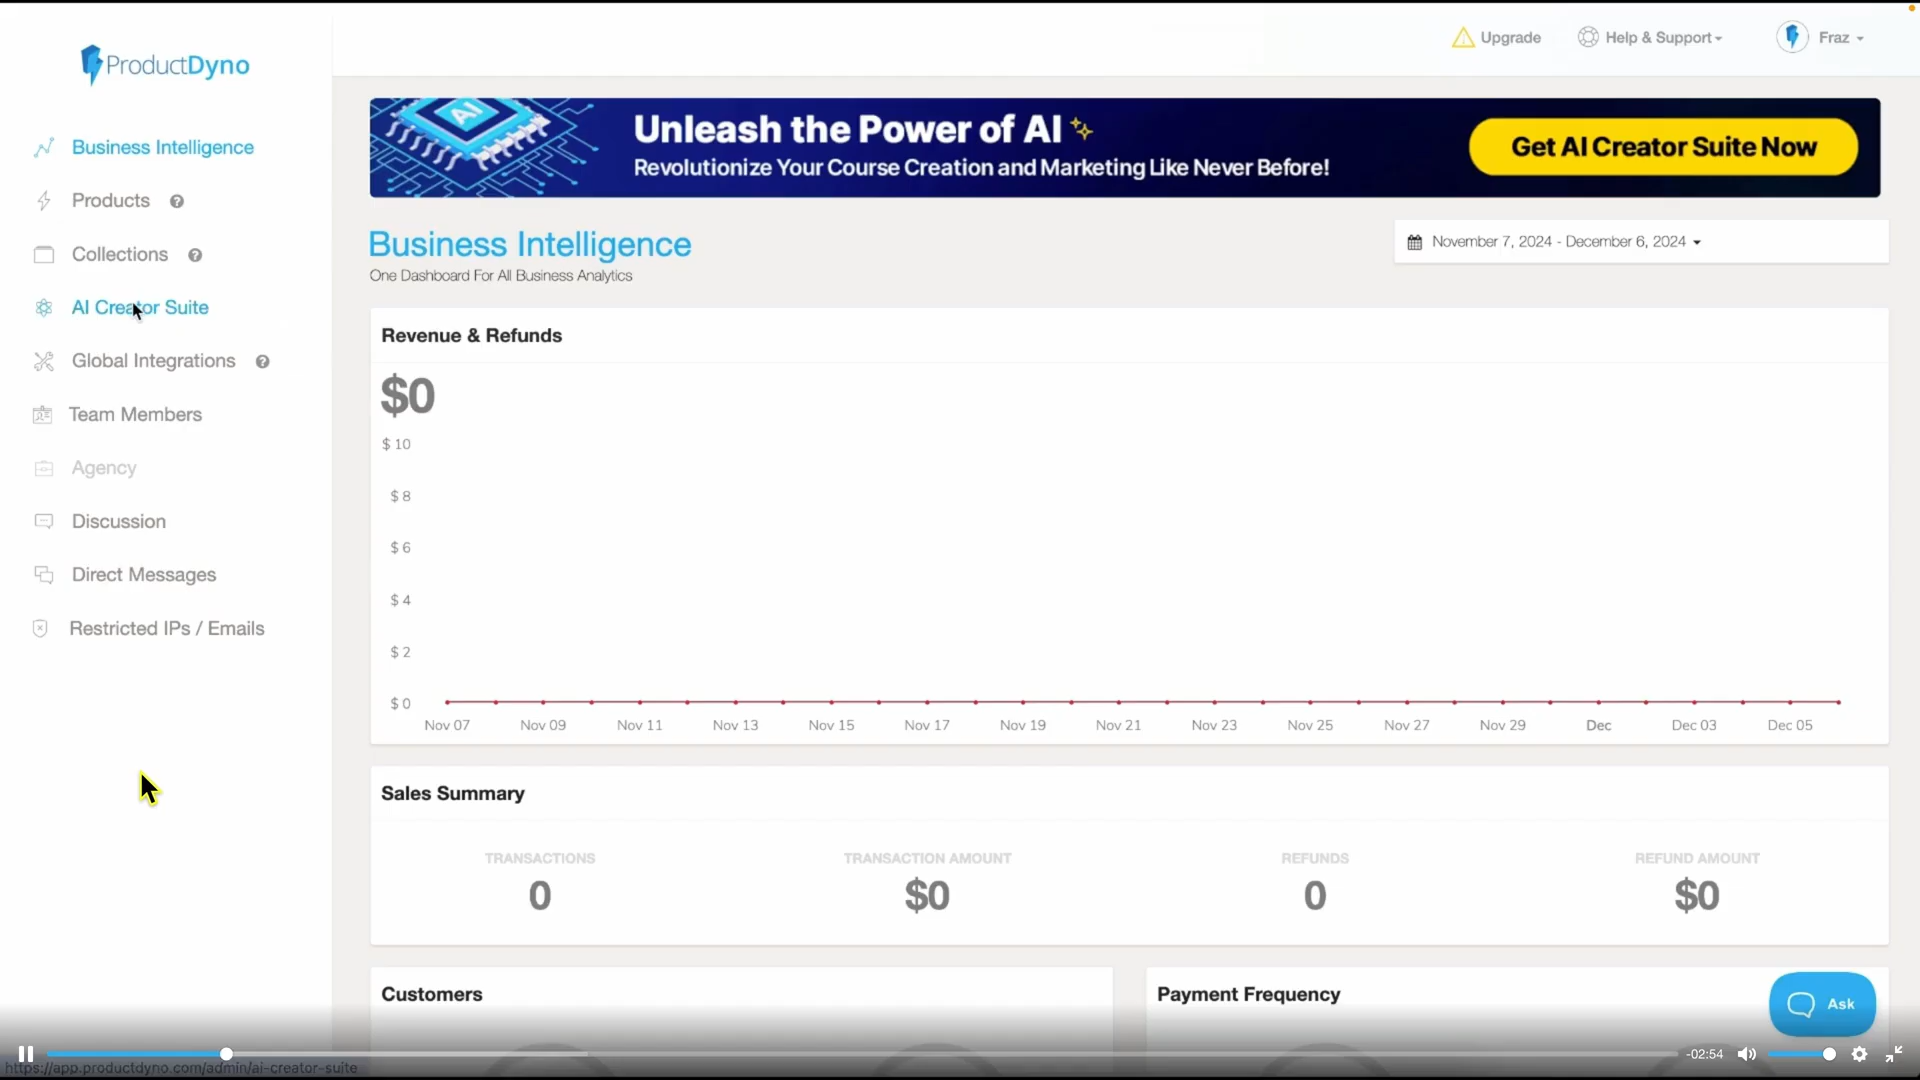 Upgrade
Help & Support
Fraz
ProductDyno
Business Intelligence
Products
Collections
AI Creator Suite
Global Integrations
Team Members
Agency
Discussion
Direct Messages
Restricted IPs / Emails
AI
Unleash the Power of AI
Revolutionize Your Course Creation and Marketing Like Never Before!
Get AI Creator Suite Now
Business Intelligence
One Dashboard For All Business Analytics
November 7, 2024 - December 6, 2024
Revenue & Refunds
$0
$ 10
$ 8
$ 6
$ 4
$ 2
$ 0
Nov 07 Nov 09 Nov 11 Nov 13 Nov 15 Nov 17 Nov 19 Nov 21 Nov 23 Nov 25 Nov 27 Nov 29 Dec Dec 03 Dec 05
Sales Summary
TRANSACTIONS TRANSACTION AMOUNT REFUNDS REFUND AMOUNT
0 $0 0 $0
Customers
Payment Frequency
Ask
-02:54
https://app.productdyno.com/admin/ai-creator-suite